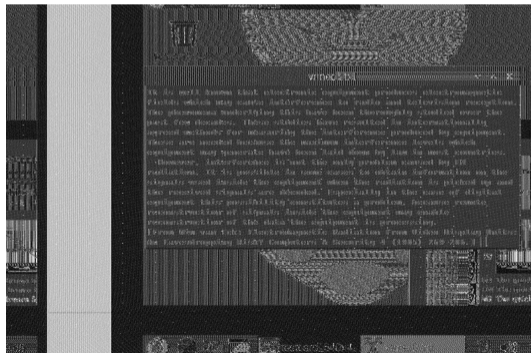 It is well known that electronic equipment produces electromagnetic
fields which may cause interference to radio and television reception.
The phenomena underlying this have been thoroughly studied over the
past few decades. These studies have resulted in internationally
agreed methods for measuring the interference produced by equipment.
These are needed because the maximum interference levels which
equipment may generate have been laid down by law in most countries.
However, interference is not the only problem caused by EM
radiation. It is possible in some cases to obtain information on the
signals used inside the equipment when the radiation is picked up and
the received signals are decoded. Especially in the case of digital
equipment this possibility constitutes a problem, because remote
reconstruction of signals inside the equipment may enable
reconstruction of the data the equipment is processing.
[From Wim van Eck: Electromagnetic Radiation from Video Display Units:
An Eavesdropping Risk? Computers & Security 4 (1985) 269-286.]